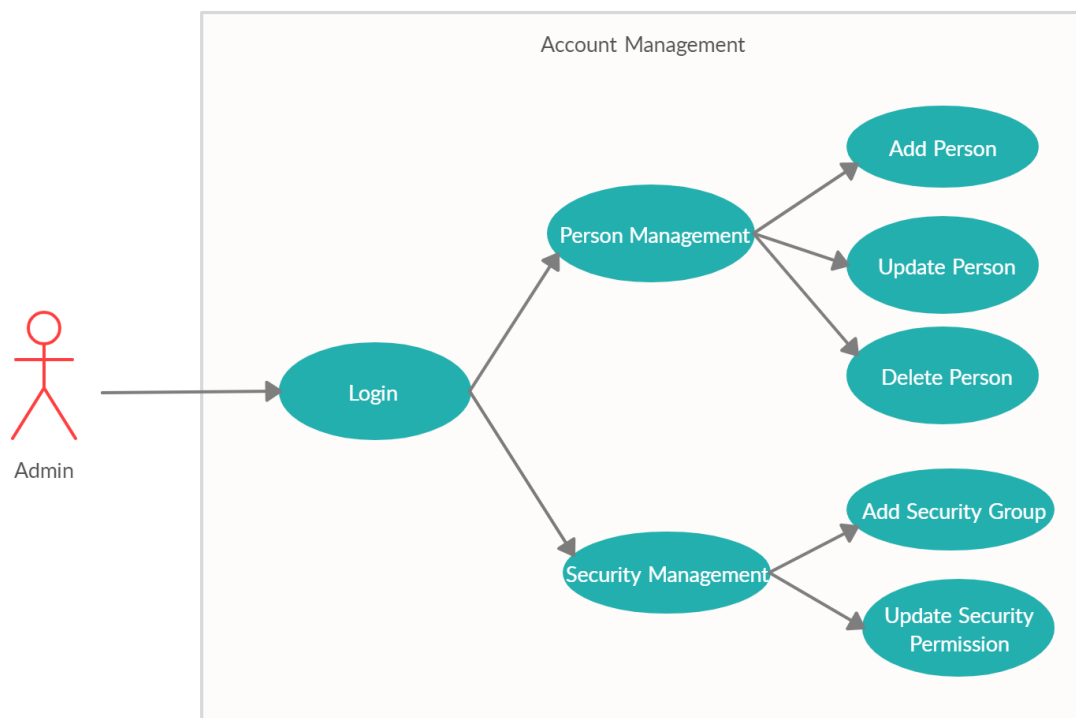 Account Management
Add Person
Person Management
Update Person
Delete Person
Login
Admin
Add Security Group
Security Management
Update Security
Permission